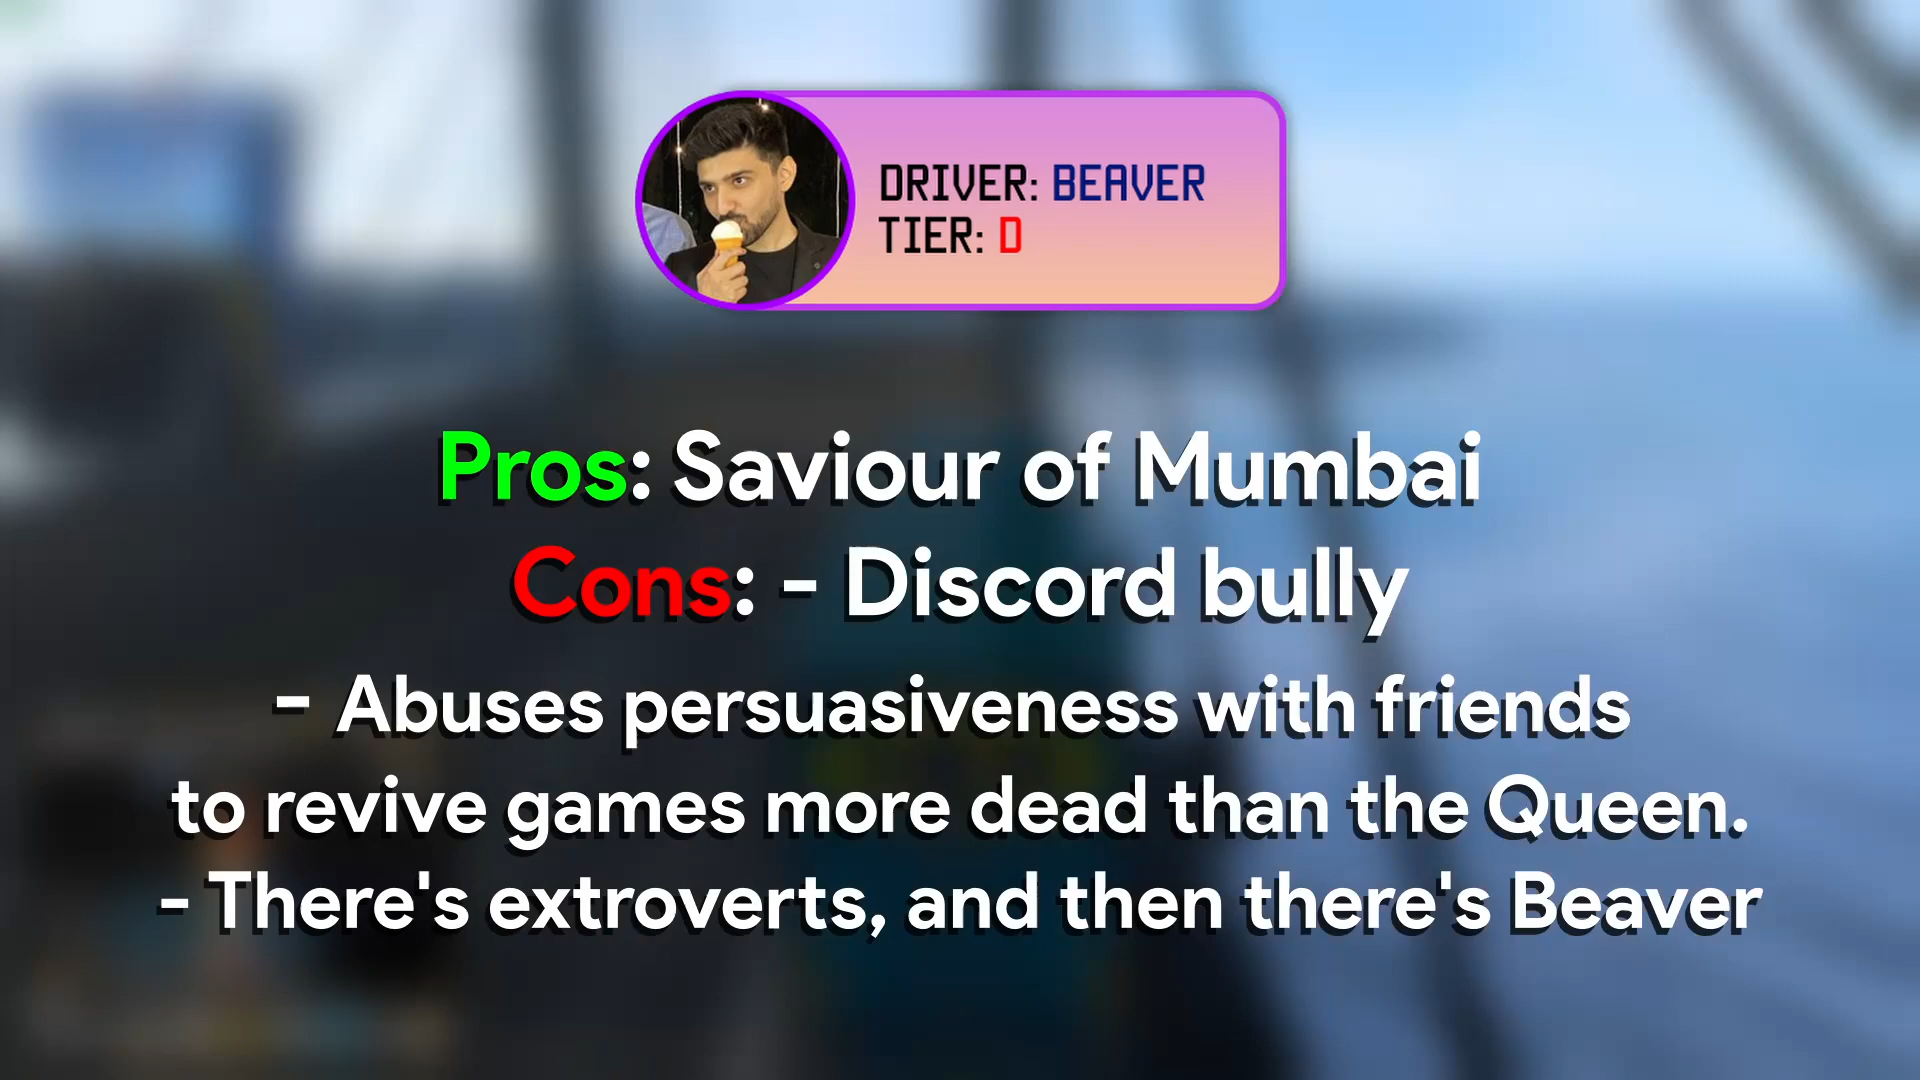 DRIVER: BEAVER
TIER: D
Pros: Saviour of Mumbai
Cons: - Discord bully
- Abuses persuasiveness with friends
to revive games more dead than the Queen.
- There's extroverts, and then there's Beaver